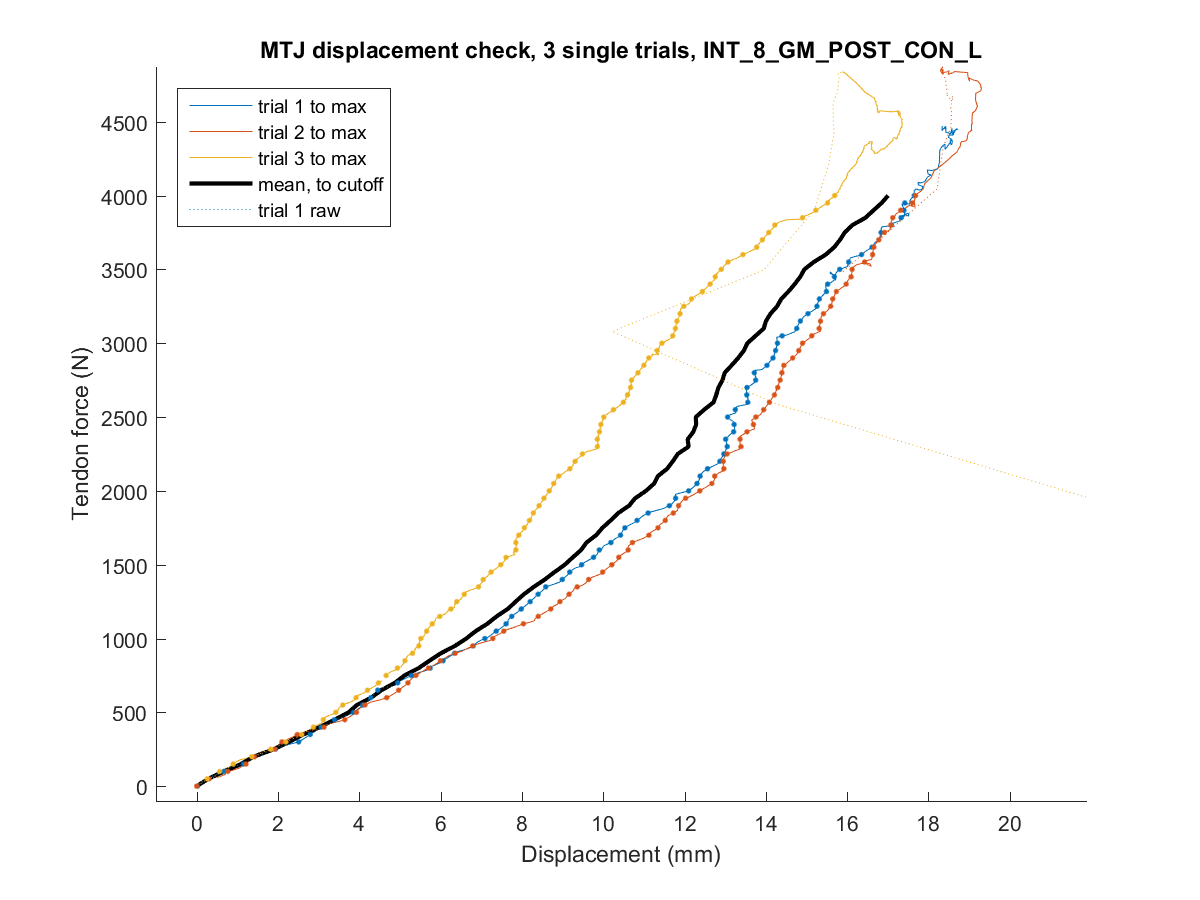 MTJ displacement check, 3 single trials, INT_8_GM_POST_CON_L
trial 1 to max
trial 2 to max
trial 3 to max
mean, to cutoff
trial 1 raw
4500
4000
3500
3000
2500
2000
1500
1000
500
0
Tendon force (N)
0 2 4 6 8 10 12 14 16 18 20
Displacement (mm)